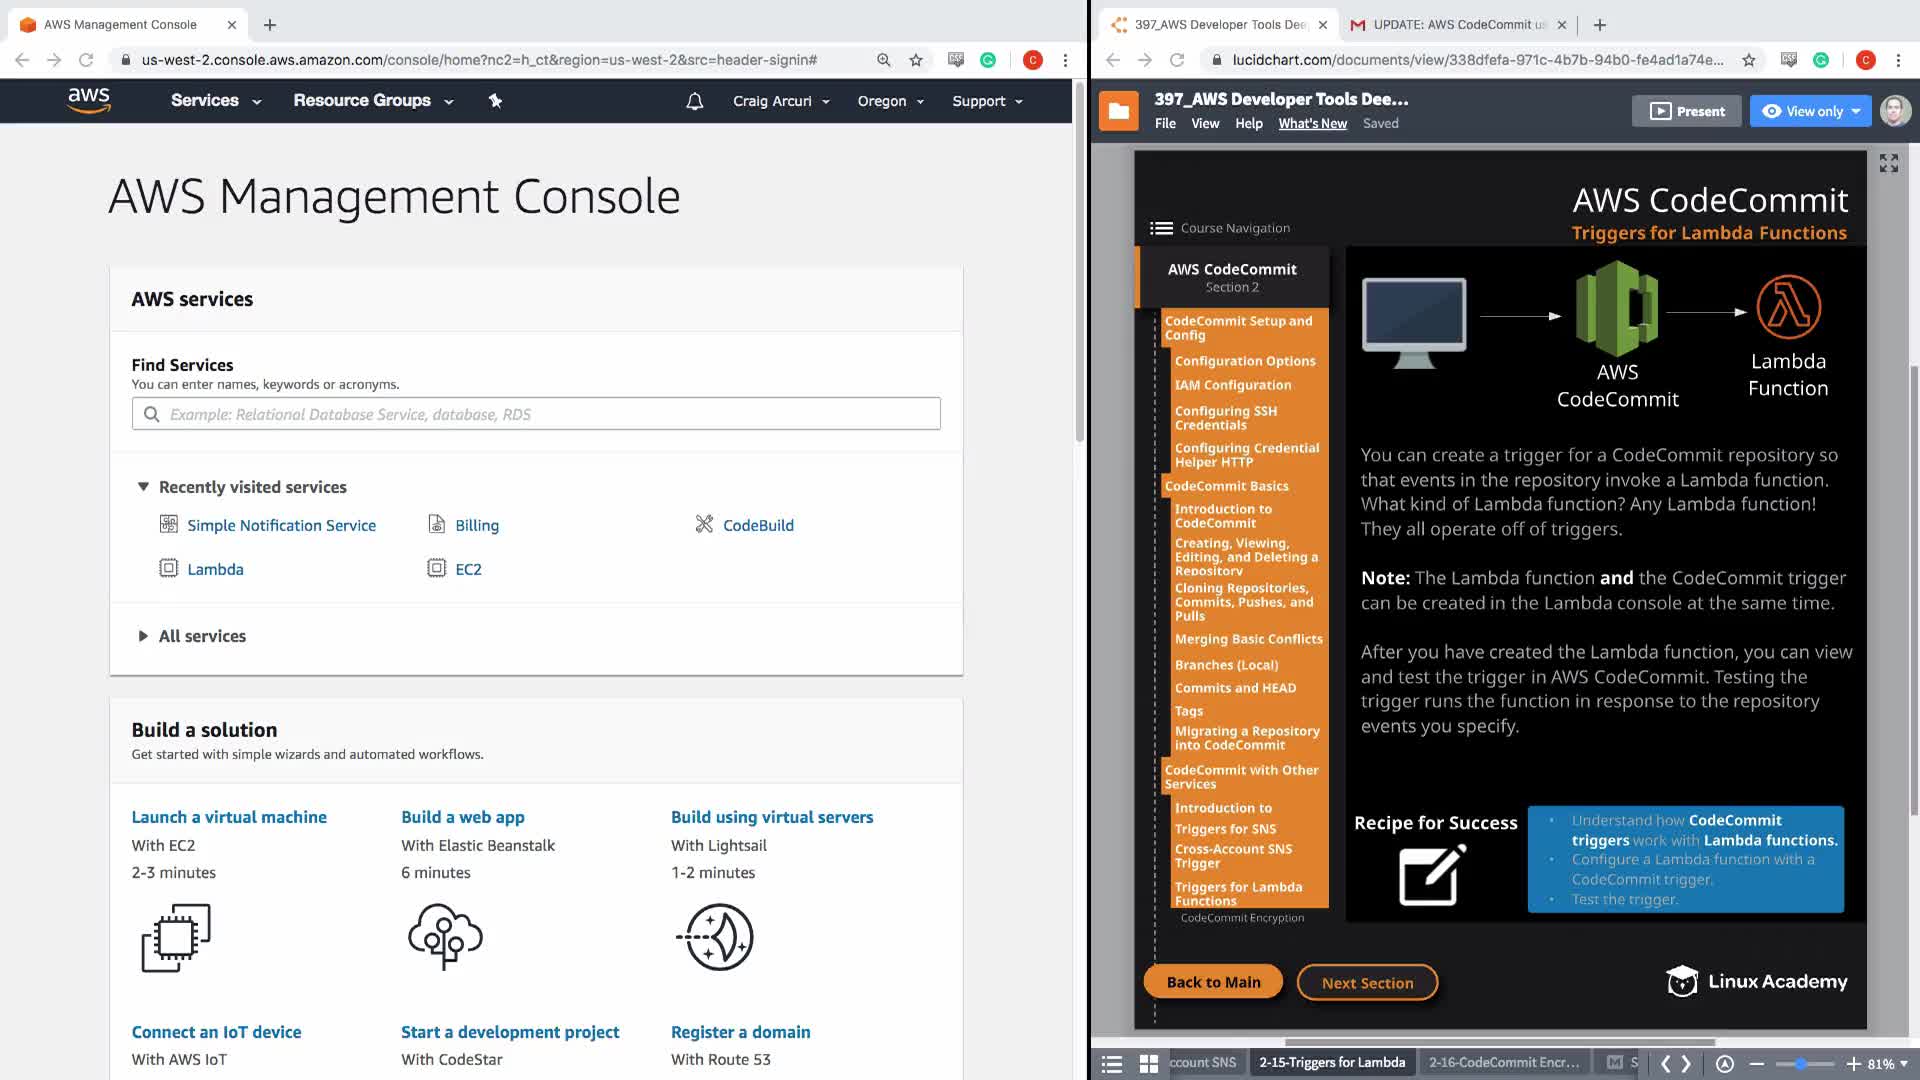 AWS Management Console
us-west-2.console.aws.amazon.com/console/home?nc2=h_ct&region=us-west-2&src=header-signin#
C
aws
Services
Resource Groups
Craig Arcuri
Oregon
Support
AWS Management Console
AWS services
Find Services
You can enter names, keywords or acronyms.
Example: Relational Database Service, database, RDS
Recently visited services
Simple Notification Service
Billing
CodeBuild
Lambda
EC2
All services
Build a solution
Get started with simple wizards and automated workflows.
Launch a virtual machine
With EC2
2-3 minutes
Build a web app
With Elastic Beanstalk
6 minutes
Build using virtual servers
With Lightsail
1-2 minutes
Connect an IoT device
With AWS IoT
Start a development project
With CodeStar
Register a domain
With Route 53
397_AWS Developer Tools Dee
UPDATE: AWS CodeCommit us
lucidchart.com/documents/view/338dfefa-971c-4b7b-94b0-fe4ad1a74e...
C
397_AWS Developer Tools Dee...
File
View
Help
What's New
Saved
Present
View only
AWS CodeCommit
Triggers for Lambda Functions
Course Navigation
AWS CodeCommit
Section 2
CodeCommit Setup and
Config
Configuration Options
IAM Configuration
Configuring SSH
Credentials
Configuring Credential
Helper HTTP
CodeCommit Basics
Introduction to
CodeCommit
Creating, Viewing,
Editing, and Deleting a
Repository
Cloning Repositories,
Commits, Pushes, and
Pulls
Merging Basic Conflicts
Branches (Local)
Commits and HEAD
Tags
Migrating a Repository
into CodeCommit
CodeCommit with Other
Services
Introduction to
Triggers for SNS
Cross-Account SNS
Trigger
Triggers for Lambda
Functions
CodeCommit Encryption
AWS
CodeCommit
Lambda
Function
You can create a trigger for a CodeCommit repository so
that events in the repository invoke a Lambda function.
What kind of Lambda function? Any Lambda function!
They all operate off of triggers.
Note: The Lambda function and the CodeCommit trigger
can be created in the Lambda console at the same time.
After you have created the Lambda function, you can view
and test the trigger in AWS CodeCommit. Testing the
trigger runs the function in response to the repository
events you specify.
Recipe for Success
• Understand how CodeCommit
triggers work with Lambda functions.
• Configure a Lambda function with a
CodeCommit trigger.
• Test the trigger.
Back to Main
Next Section
Linux Academy
ccount SNS
2-15-Triggers for Lambda
2-16-CodeCommit Encr...
M S
81%